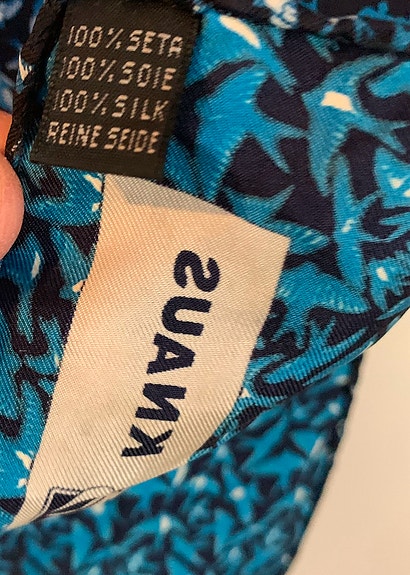 100% SETA
100% SOIE
100% SILK
REINE SEIDE
KNAUS